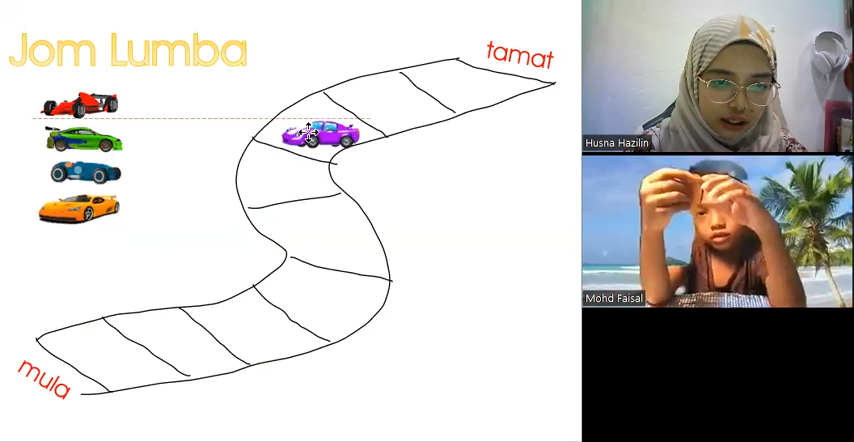 Jom Lumba
tamat
mula
Husna Hazilin
Mohd Faisal